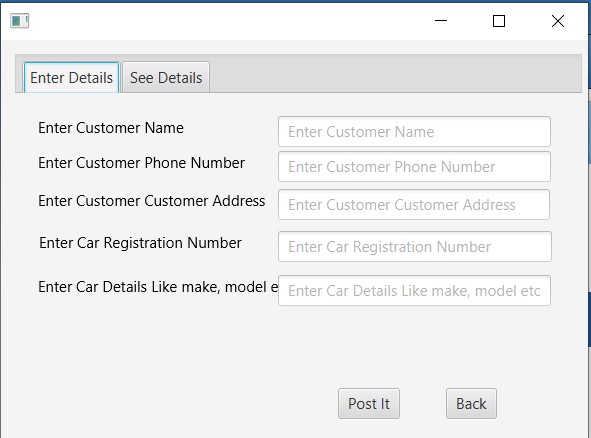 Enter Details See Details
Enter Customer Name Enter Customer Name
Enter Customer Phone Number Enter Customer Phone Number
Enter Customer Customer Address Enter Customer Customer Address
Enter Car Registration Number Enter Car Registration Number
Enter Car Details Like make, model e Enter Car Details Like make, model etc
Post It Back